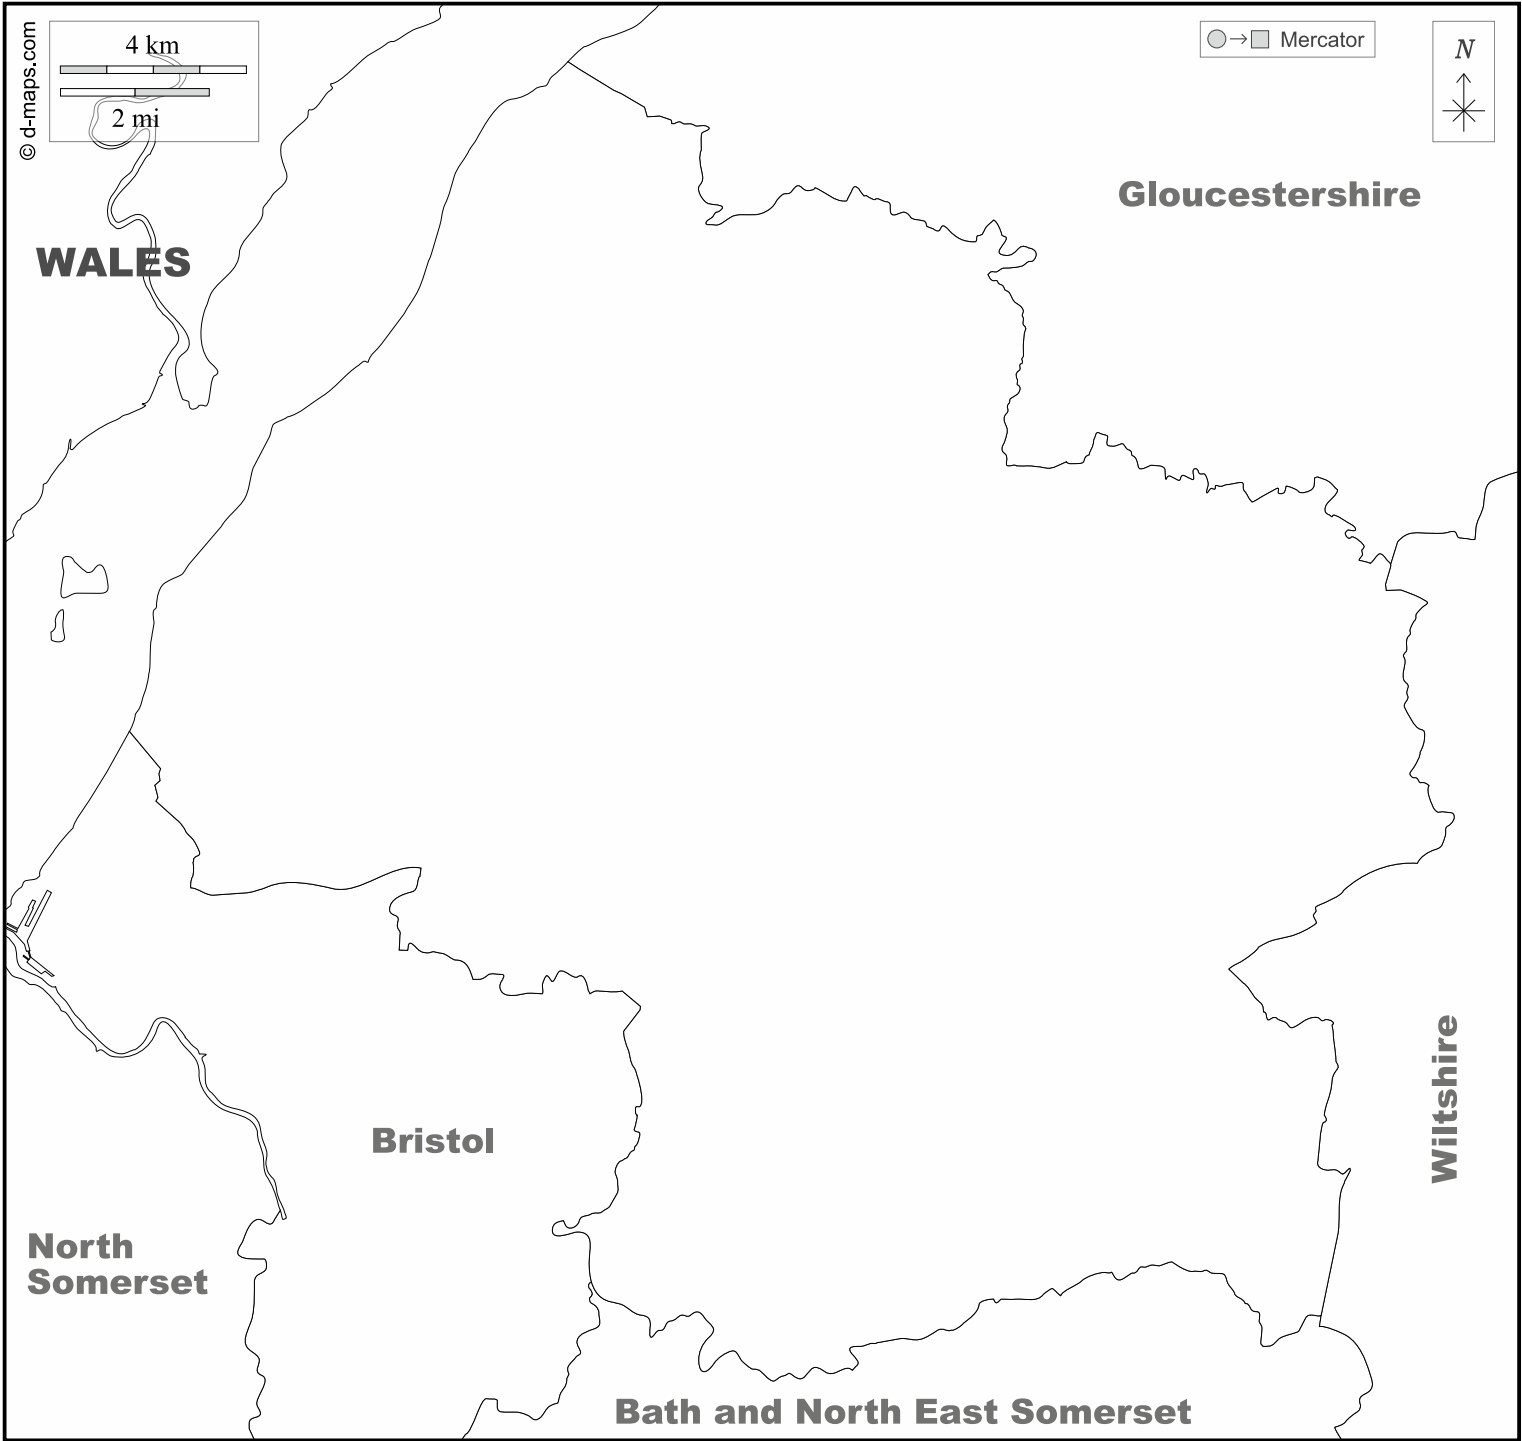 © d-maps.com
4 km
2 mi
Mercator
N
Gloucestershire
WALES
Wiltshire
Bristol
North
Somerset
Bath and North East Somerset